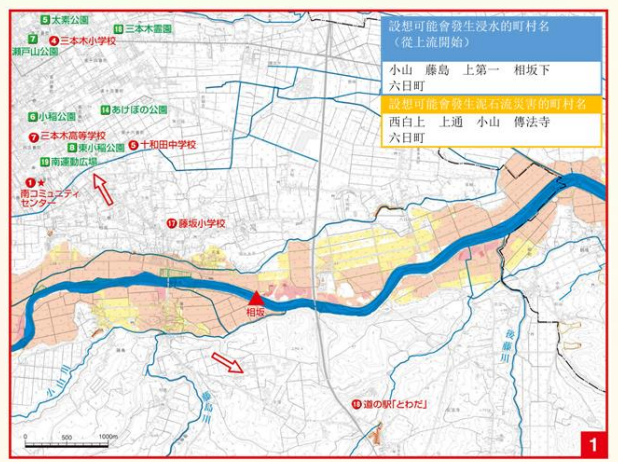 設想可能會發生浸水的町村名
（從上流開始）
小山 藤島 上第一 相坂下
六日町
設想可能會發生泥石流災害的町村名
西白上 上通 小山 傳法寺
六日町
5 太素公園
18 三本木霊園
7
瀬戸山公園
4 三本木小学校
14 あけぼの公園
6 小稲公園
7 三本木高等学校
8 東小稲公園
6 十和田中学校
19 南運動広場
1 ★
南コミュニティ
センター
17 藤坂小学校
相坂
小山川
藤島川
後藤川
18 道の駅「とわだ」
0 500 1000m
1